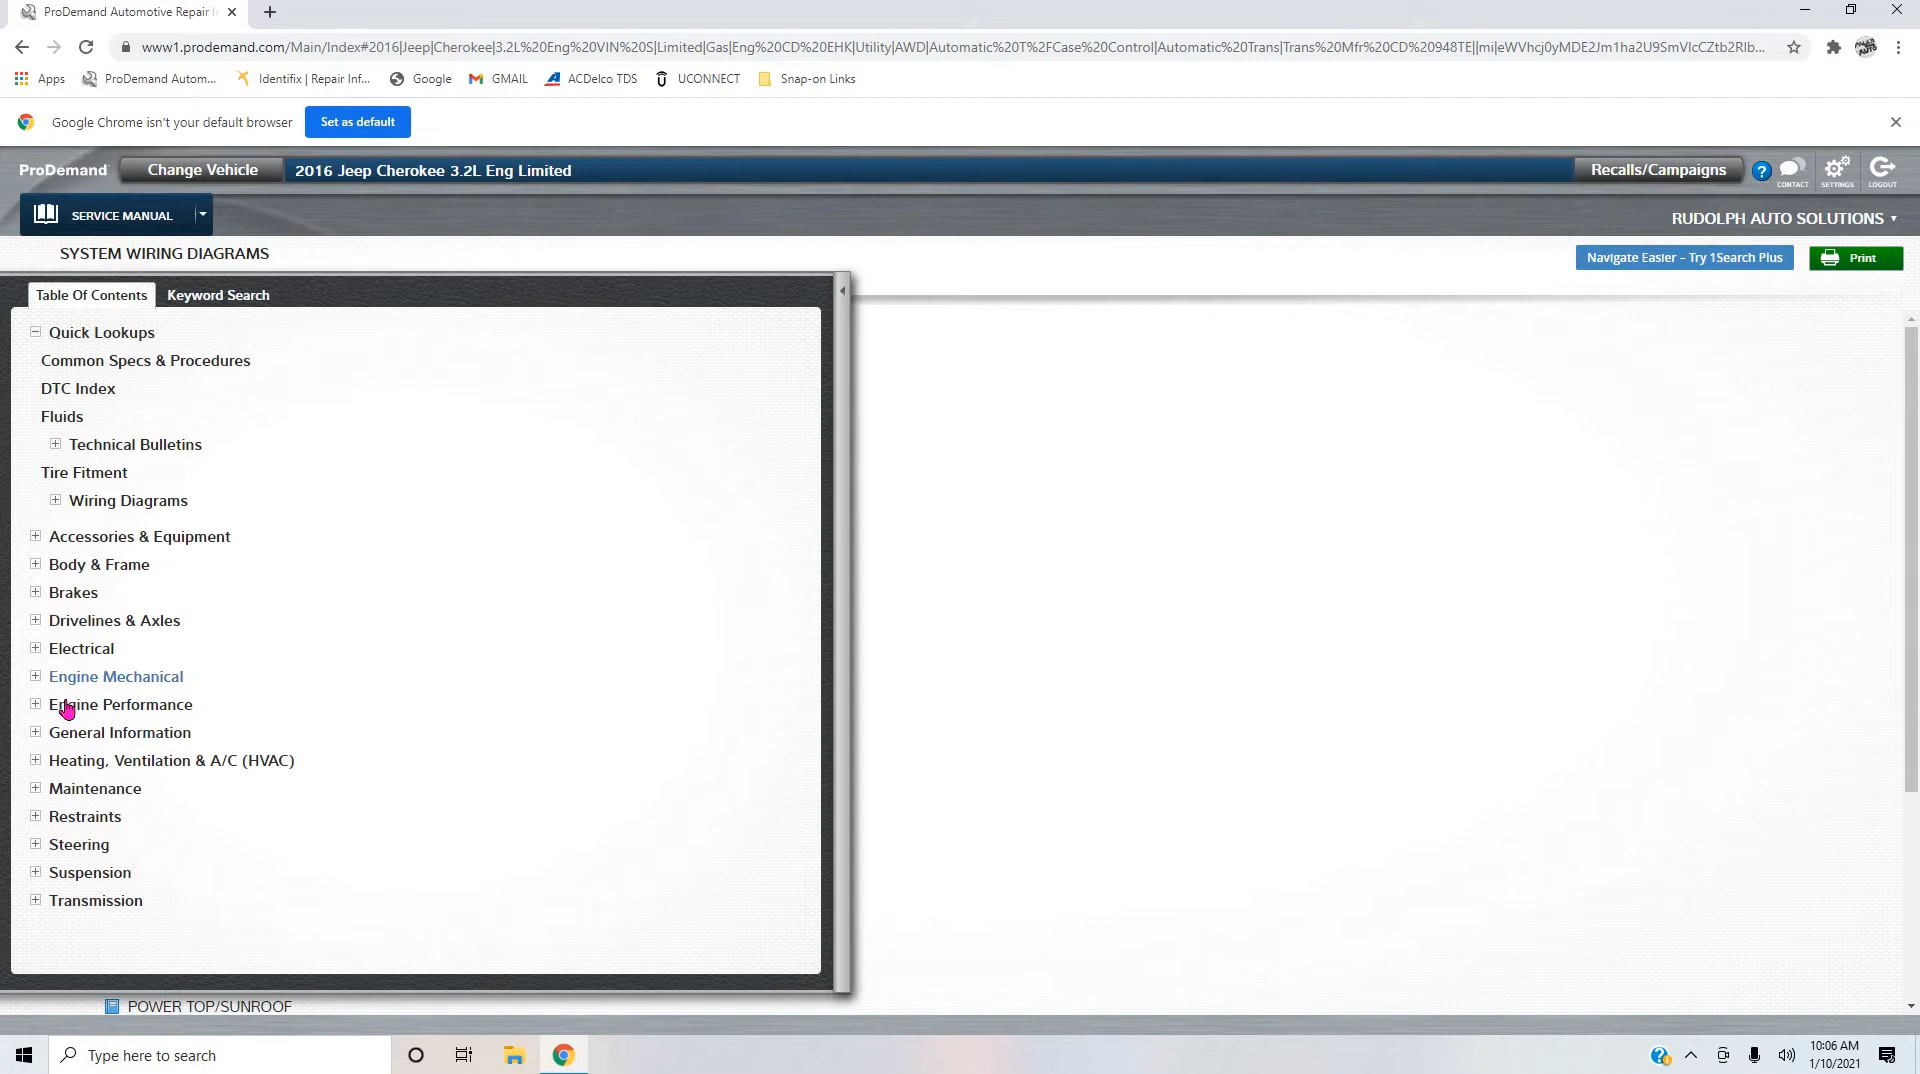 ProDemand Automotive Repair I
www1.prodemand.com/Main/Index#2016|Jeep|Cherokee|3.2L%20Eng%20VIN%20S|Limited|Gas|Eng%20CD%20EHK|Utility|AWD|Automatic%20T%2FCase%20Control|Automatic%20Trans|Trans%20Mfr%20CD%20948TE||mi|eWVhcj0yMDE2Jm1ha2U9SmVlcCZtb2RIb...
Apps ProDemand Autom... Identifix | Repair Inf... Google GMAIL ACDelco TDS UCONNECT Snap-on Links
Google Chrome isn't your default browser Set as default
ProDemand Change Vehicle 2016 Jeep Cherokee 3.2L Eng Limited Recalls/Campaigns ? CONTACT SETTINGS LOGOUT
SERVICE MANUAL RUDOLPH AUTO SOLUTIONS
SYSTEM WIRING DIAGRAMS Navigate Easier – Try 1Search Plus Print
Table Of Contents Keyword Search
Quick Lookups
Common Specs & Procedures
DTC Index
Fluids
Technical Bulletins
Tire Fitment
Wiring Diagrams
Accessories & Equipment
Body & Frame
Brakes
Drivelines & Axles
Electrical
Engine Mechanical
Engine Performance
General Information
Heating, Ventilation & A/C (HVAC)
Maintenance
Restraints
Steering
Suspension
Transmission
POWER TOP/SUNROOF
Type here to search 10:06 AM
1/10/2021